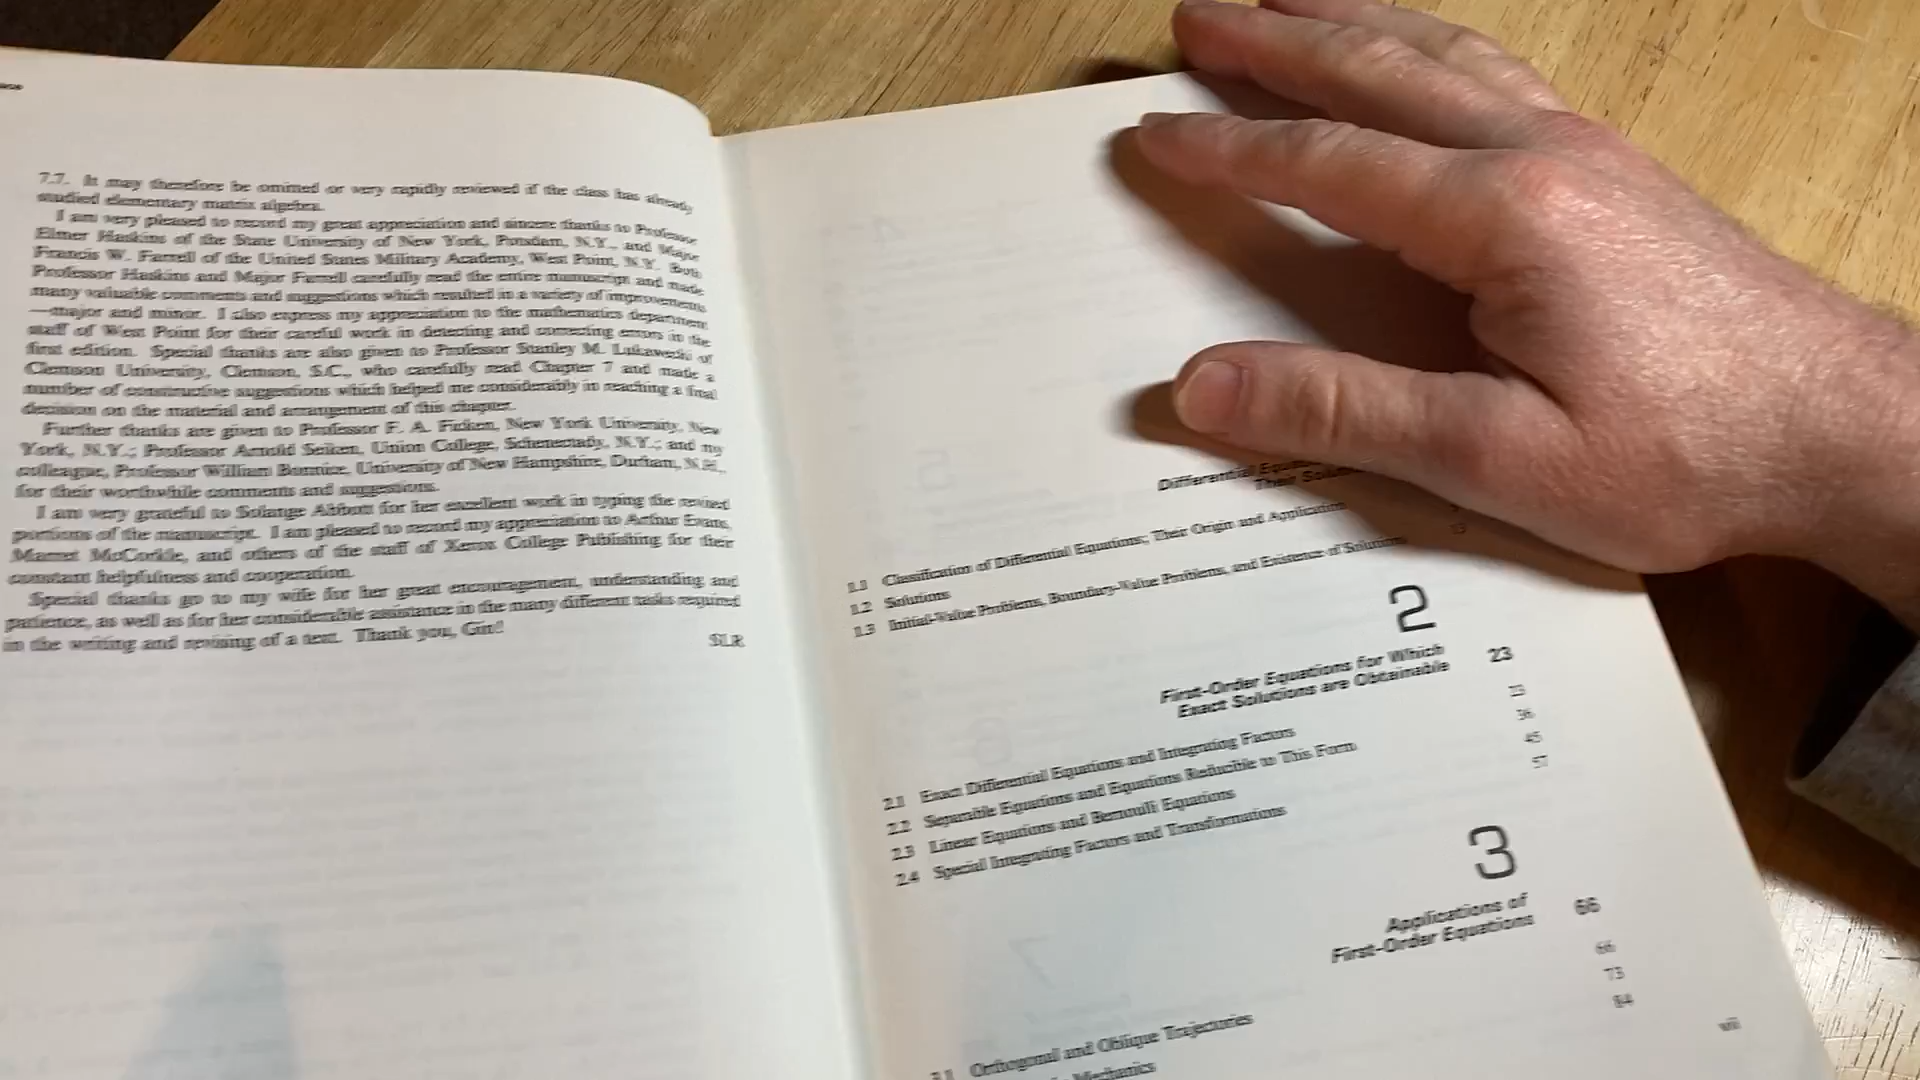 7.7. It may therefore be omitted or very rapidly reviewed if the class has already
studied elementary matrix algebra.
I am very pleased to record my great appreciation and sincere thanks to Professor
Elmer Haskins of the State University of New York, Potsdam, N.Y., and Major
Francis W. Farrell of the United States Military Academy, West Point, N.Y. Both
Professor Haskins and Major Farrell carefully read the entire manuscript and made
many valuable comments and suggestions which resulted in a variety of improvements
—major and minor. I also express my appreciation to the mathematics department
staff of West Point for their careful work in detecting and correcting errors in the
first edition. Special thanks are also given to Professor Stanley M. Lukawecki of
Clemson University, Clemson, S.C., who carefully read Chapter 7 and made a
number of constructive suggestions which helped me considerably in reaching a final
decision on the material and arrangement of this chapter.
Further thanks are given to Professor F. A. Ficken, New York University, New
York, N.Y.; Professor Arnold Seiken, Union College, Schenectady, N.Y.; and my
colleague, Professor William Bonnice, University of New Hampshire, Durham, N.H.,
for their worthwhile comments and suggestions.
I am very grateful to Solange Abbott for her excellent work in typing the revised
portions of the manuscript. I am pleased to record my appreciation to Arthur Evans,
Marret McCorkle, and others of the staff of Xerox College Publishing for their
constant helpfulness and cooperation.
Special thanks go to my wife for her great encouragement, understanding and
patience, as well as for her considerable assistance in the many different tasks required
in the writing and revising of a text. Thank you, Gin!
SLR
Differential
Their
1.1 Classification of Differential Equations; Their Origin and Application
1.2 Solutions
1.3 Initial-Value Problems, Boundary-Value Problems, and Existence of Solutions
13
2
First-Order Equations for Which 23
Exact Solutions are Obtainable
2.1 Exact Differential Equations and Integrating Factors 23
2.2 Separable Equations and Equations Reducible to This Form 36
2.3 Linear Equations and Bernoulli Equations 45
2.4 Special Integrating Factors and Transformations 57
3
Applications of 66
First-Order Equations
3.1 Orthogonal and Oblique Trajectories 66
Mechanics 73
84
vii